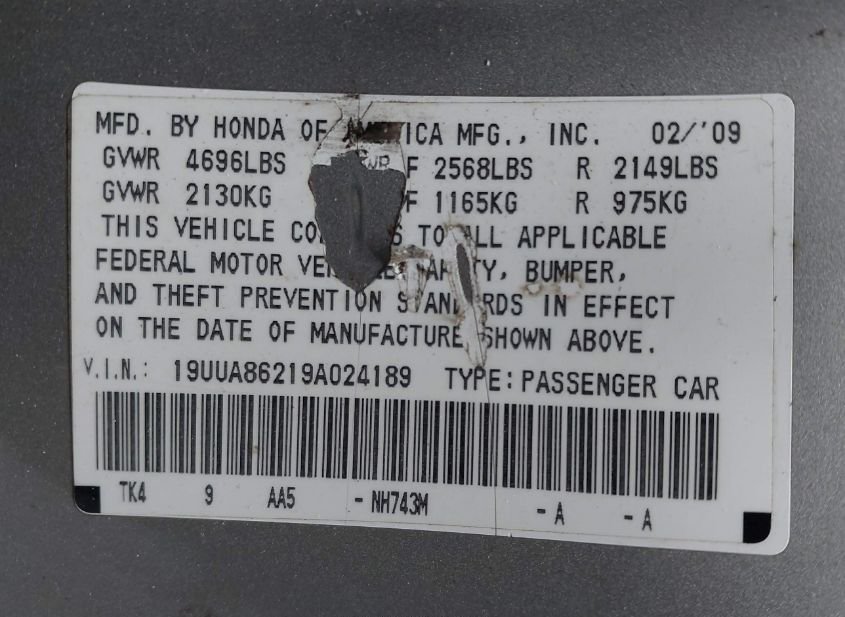 MFD. BY HONDA OF MFG., INC. 02/'09
GVWR 4696LBS F 2568LBS R 2149LBS
GVWR 2130KG F 1165KG R 975KG
THIS VEHICLE TO ALL APPLICABLE
FEDERAL MOTOR BUMPER,
AND THEFT PREVENTION STANDARDS IN EFFECT
ON THE DATE OF MANUFACTURE SHOWN ABOVE.
V.I.N.: 19UUA86219A024189 TYPE: PASSENGER CAR
TK4 9 AA5 - NH743M - A - A